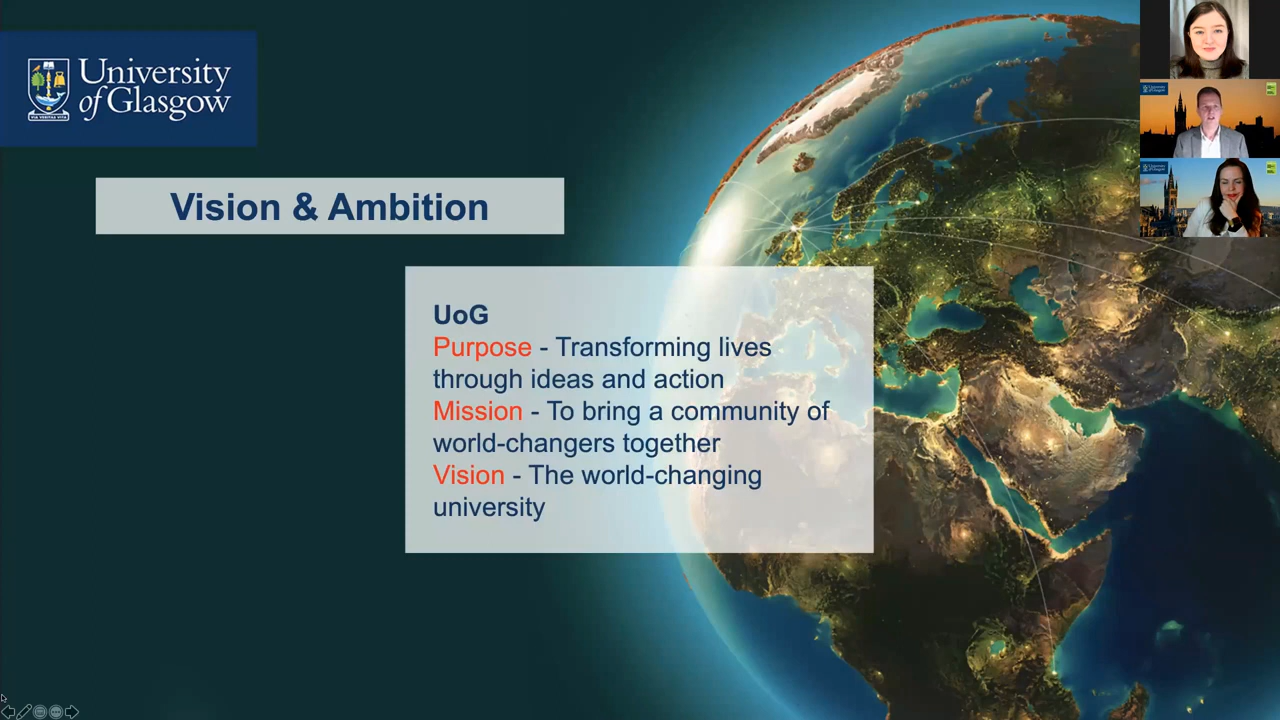 University
of Glasgow
VIA VERITAS VITA
Vision & Ambition
UoG
Purpose - Transforming lives
through ideas and action
Mission - To bring a community of
world-changers together
Vision - The world-changing
university